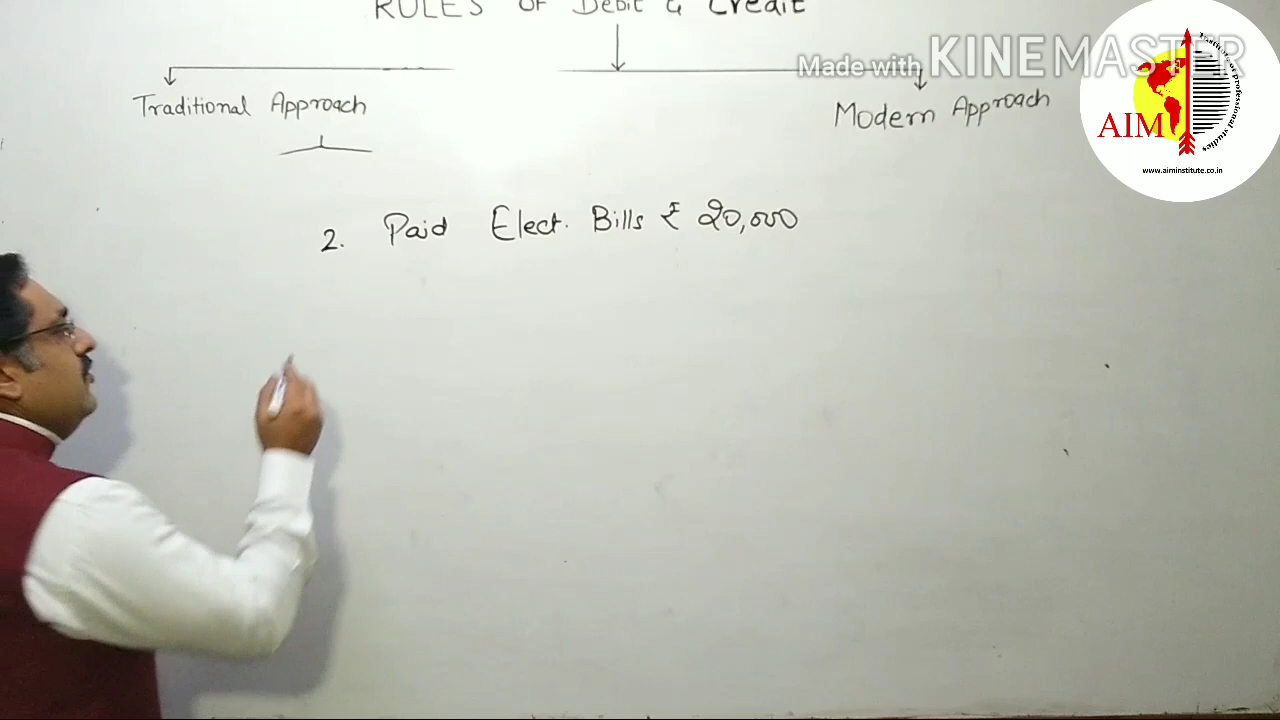 RULES OF Debit & Credit
Made with KINEMASTER
Traditional Approach
Modern Approach
AIM
www.aiminstitute.co.in
2. Paid Elect. Bills ₹ 20,000